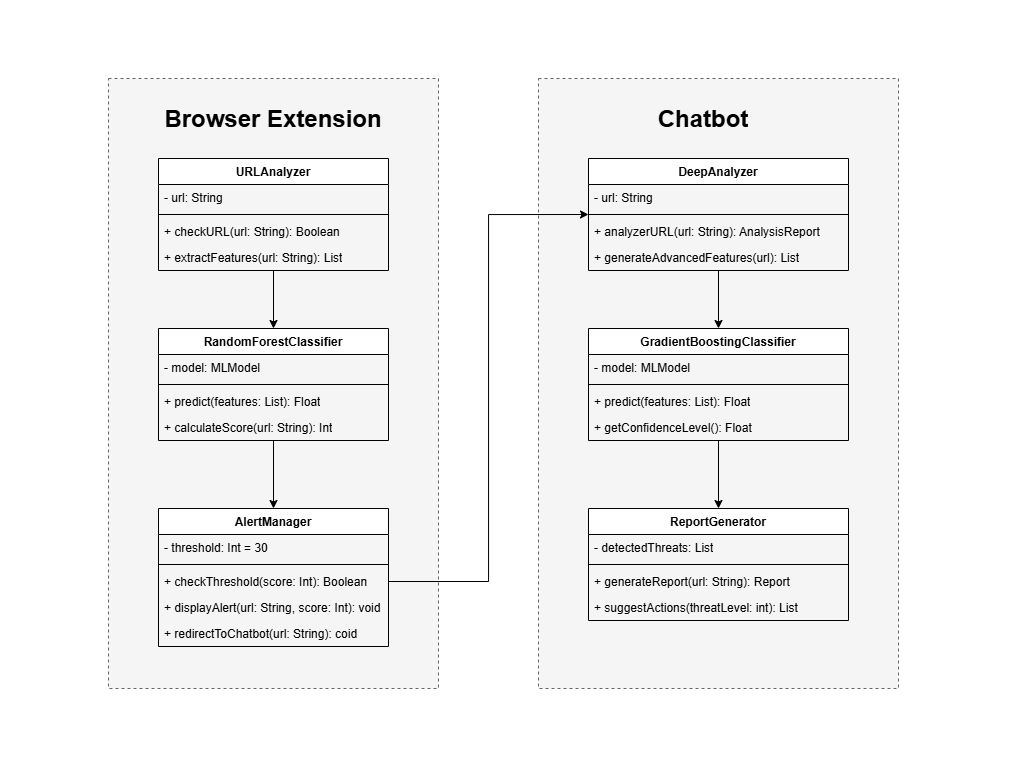 Browser Extension
URLAnalyzer
- url: String
+ checkURL(url: String): Boolean
+ extractFeatures(url: String): List
RandomForestClassifier
- model: MLModel
+ predict(features: List): Float
+ calculateScore(url: String): Int
AlertManager
- threshold: Int = 30
+ checkThreshold(score: Int): Boolean
+ displayAlert(url: String, score: Int): void
+ redirectToChatbot(url: String): coid
Chatbot
DeepAnalyzer
- url: String
+ analyzerURL(url: String): AnalysisReport
+ generateAdvancedFeatures(url): List
GradientBoostingClassifier
- model: MLModel
+ predict(features: List): Float
+ getConfidenceLevel(): Float
ReportGenerator
- detectedThreats: List
+ generateReport(url: String): Report
+ suggestActions(threatLevel: int): List